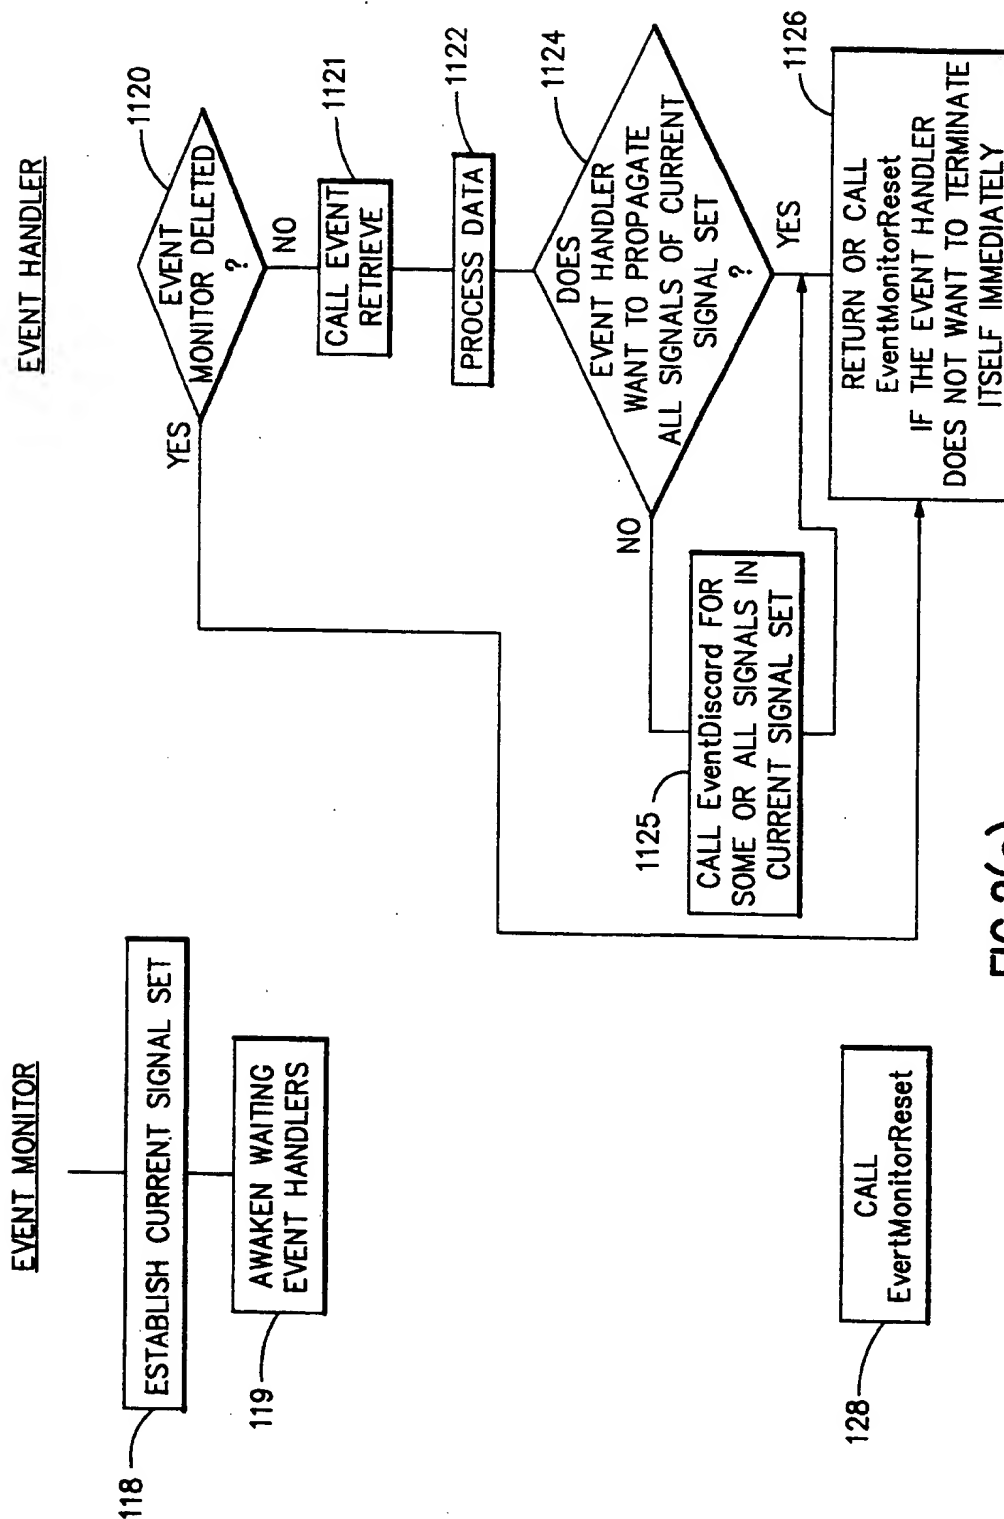 EVENT MONITOR
118
ESTABLISH CURRENT SIGNAL SET
119
AWAKEN WAITING
EVENT HANDLERS
128
CALL
EvertMonitorReset
EVENT HANDLER
1120
EVENT
MONITOR DELETED
?
YES
NO
1121
CALL EVENT
RETRIEVE
1122
PROCESS DATA
1124
DOES
EVENT HANDLER
WANT TO PROPAGATE
ALL SIGNALS OF CURRENT
SIGNAL SET
?
NO
YES
1125
CALL EventDiscard FOR
SOME OR ALL SIGNALS IN
CURRENT SIGNAL SET
1126
RETURN OR CALL
EventMonitorReset
IF THE EVENT HANDLER
DOES NOT WANT TO TERMINATE
ITSELF IMMEDIATELY